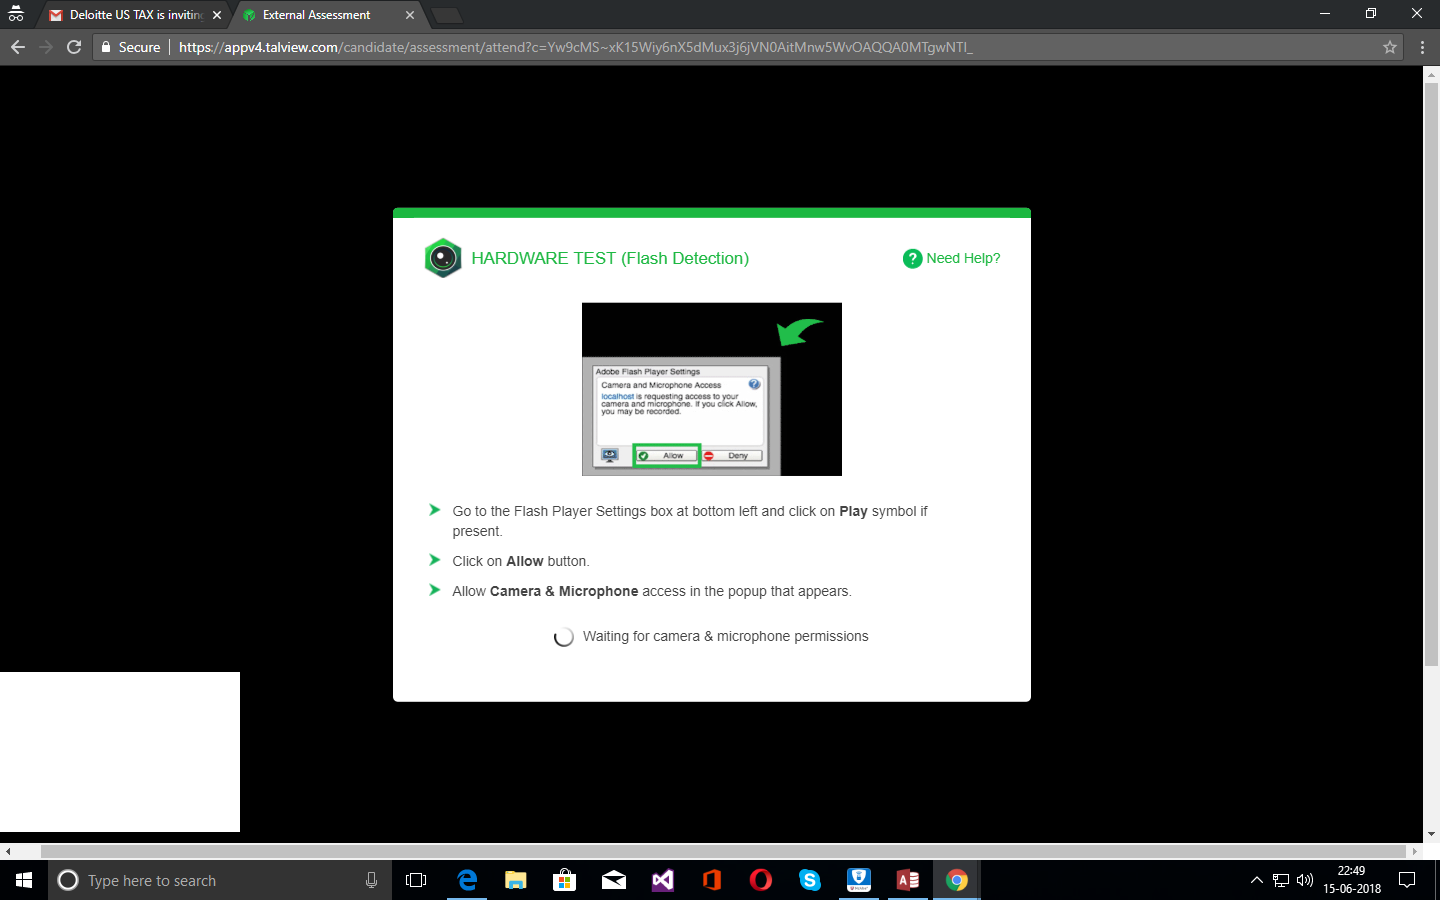 Deloitte US TAX is inviting
External Assessment
Secure
https://appv4.talview.com/candidate/assessment/attend?c=Yw9cMS~xK15Wiy6nX5dMux3j6jVN0AitMnw5WvOAQQA0MTgwNTI_
HARDWARE TEST (Flash Detection)
Need Help?
Adobe Flash Player Settings
Camera and Microphone Access
localhost is requesting access to your
camera and microphone. If you click Allow,
you may be recorded.
Allow
Deny
Go to the Flash Player Settings box at bottom left and click on Play symbol if
present.
Click on Allow button.
Allow Camera & Microphone access in the popup that appears.
Waiting for camera & microphone permissions
Type here to search
22:49
15-06-2018